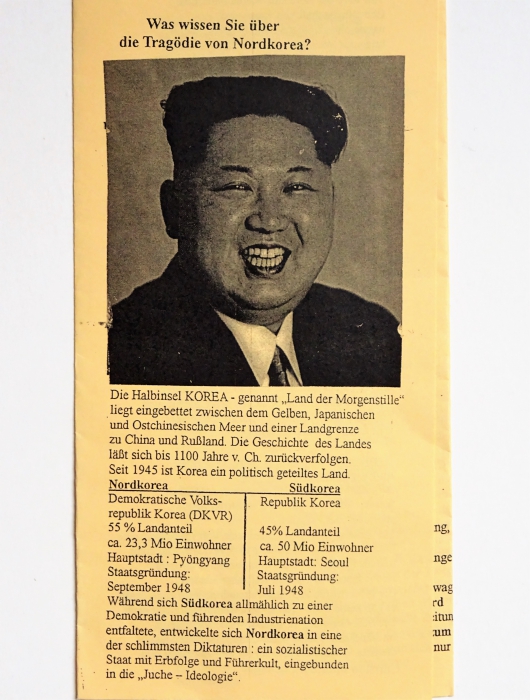 Was wissen Sie über
die Tragödie von Nordkorea?
Die Halbinsel KOREA - genannt „Land der Morgenstille“
liegt eingebettet zwischen dem Gelben, Japanischen
und Ostchinesischen Meer und einer Landgrenze
zu China und Rußland. Die Geschichte des Landes
läßt sich bis 1100 Jahre v. Ch. zurückverfolgen.
Seit 1945 ist Korea ein politisch geteiltes Land.
Nordkorea
Demokratische Volks-
republik Korea (DKVR)
55 % Landanteil
ca. 23,3 Mio Einwohner
Hauptstadt : Pyöngyang
Staatsgründung:
September 1948
Südkorea
Republik Korea
45% Landanteil
ca. 50 Mio Einwohner
Hauptstadt: Seoul
Staatsgründung:
Juli 1948
Während sich Südkorea allmählich zu einer
Demokratie und führenden Industrienation
entfaltete, entwickelte sich Nordkorea in eine
der schlimmsten Diktaturen : ein sozialistischer
Staat mit Erbfolge und Führerkult, eingebunden
in die „Juche – Ideologie“.